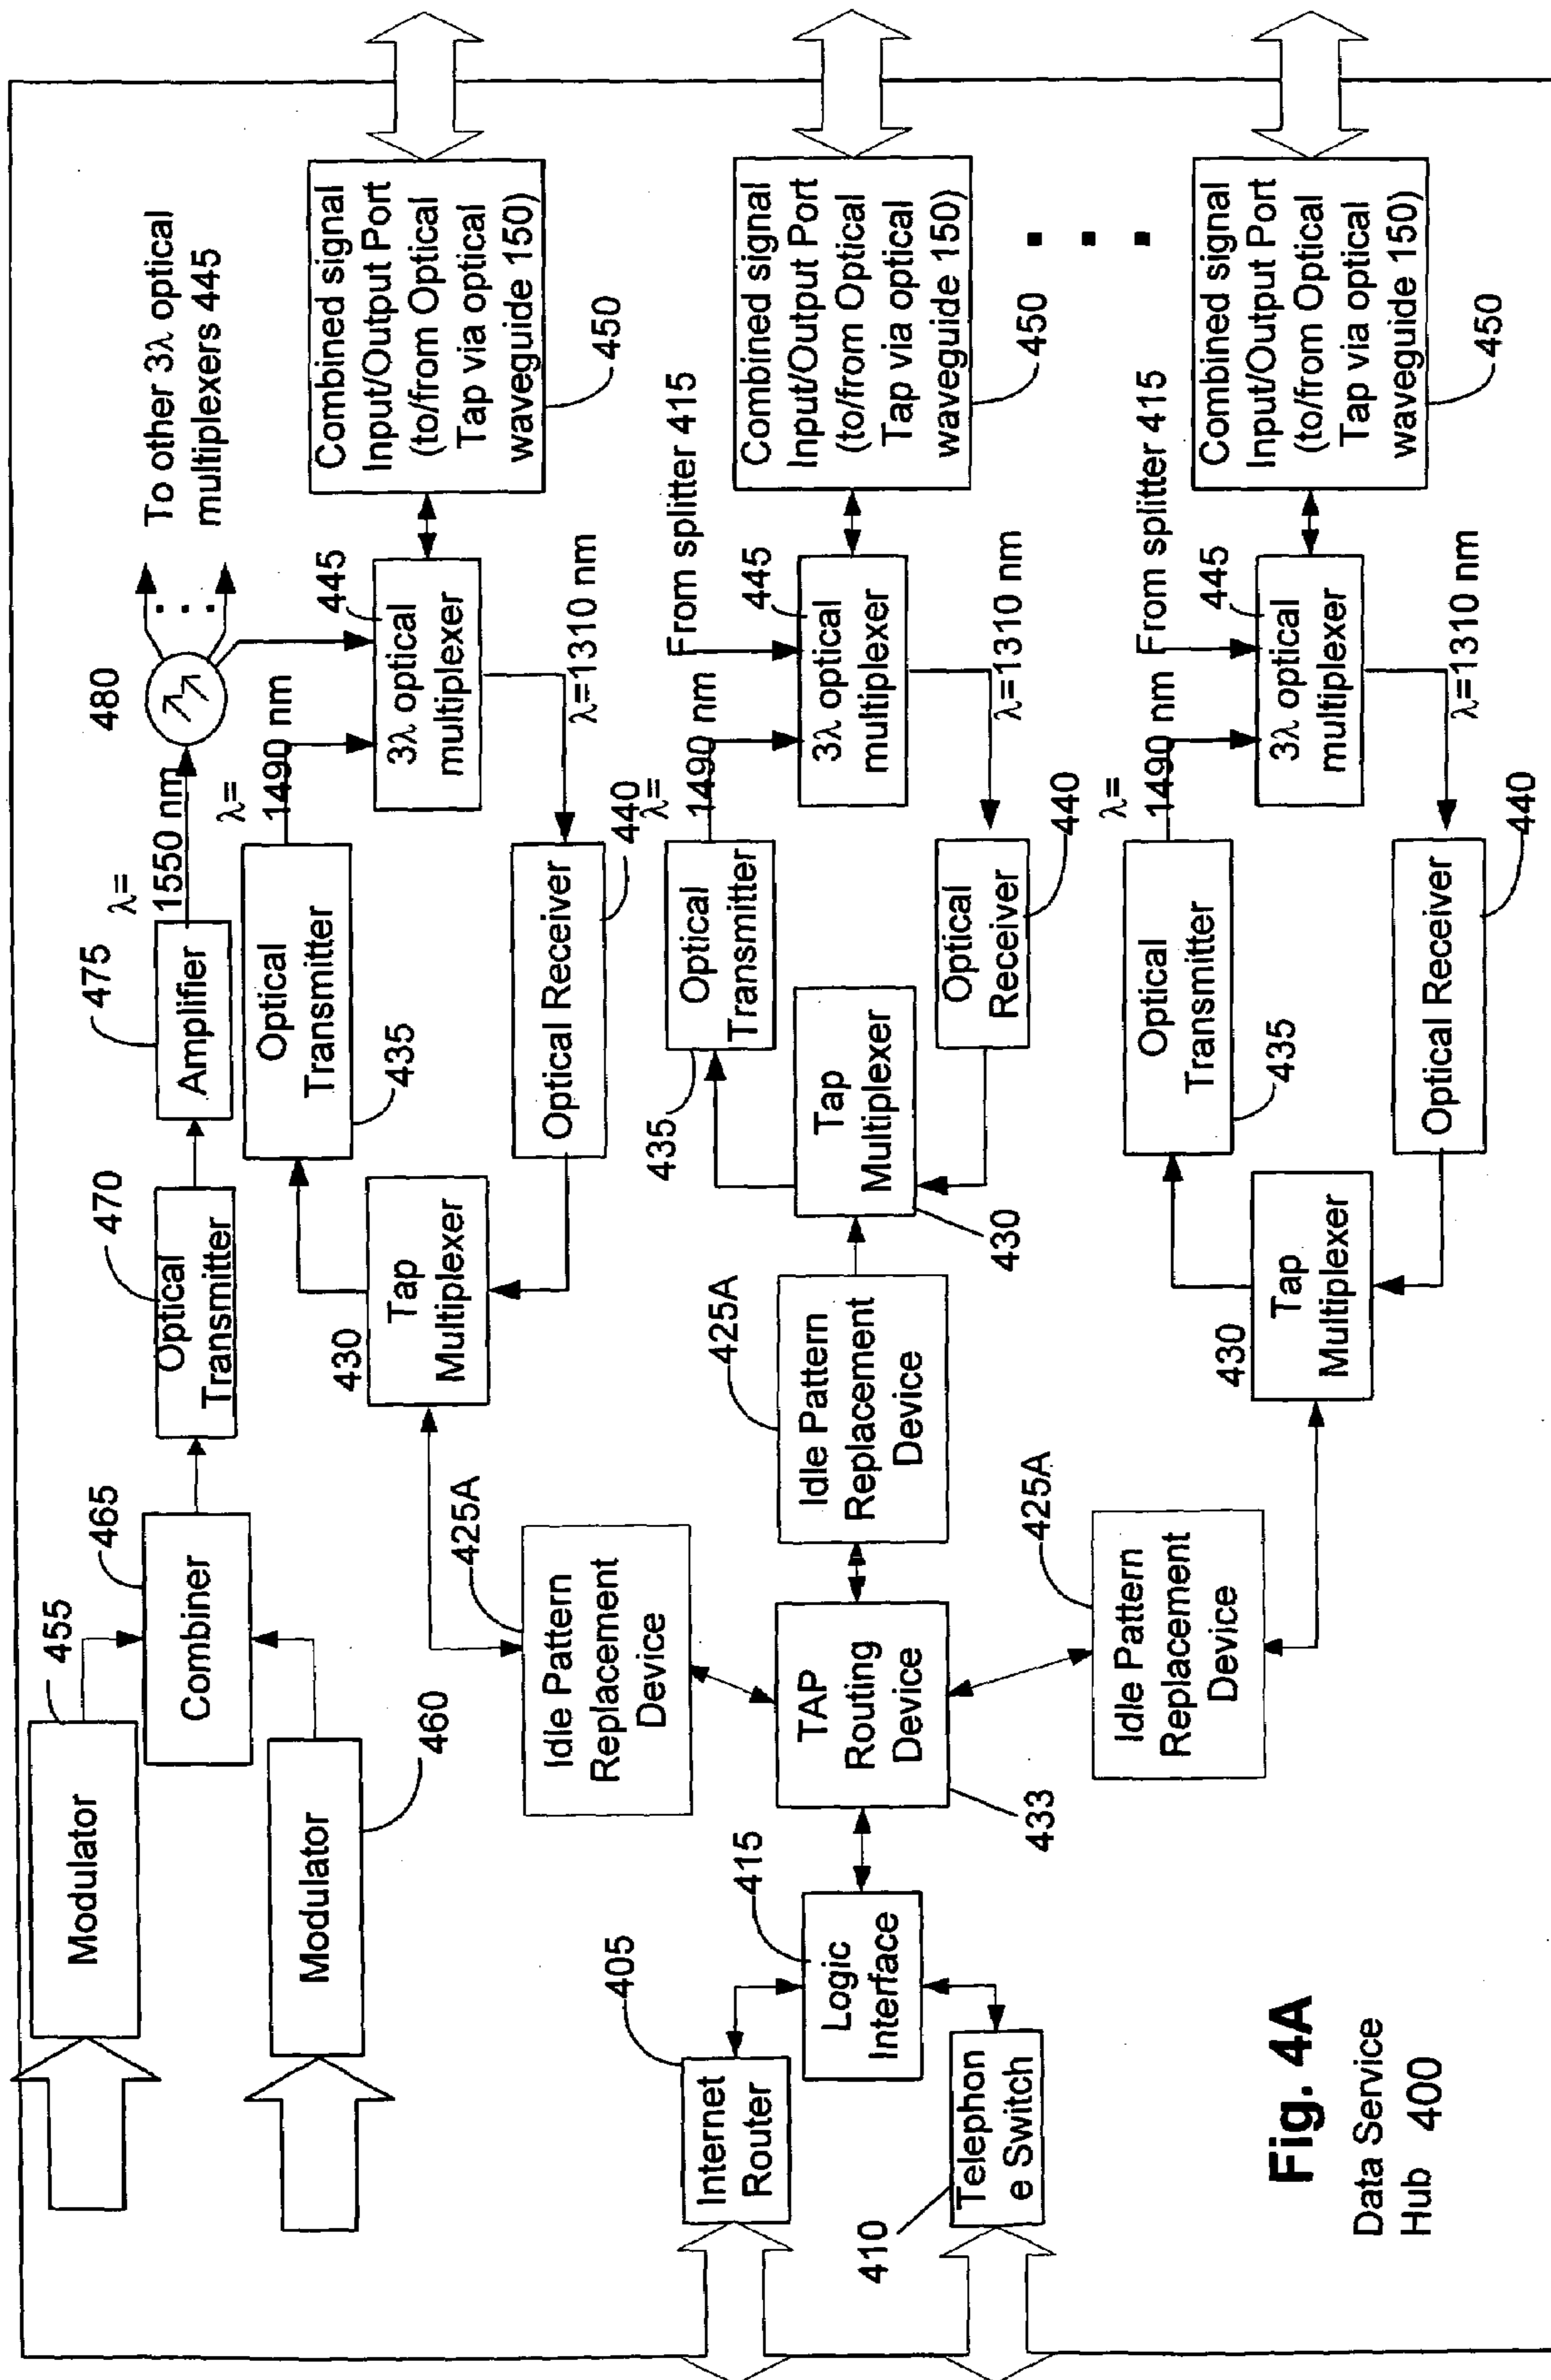 455
Modulator
465
Combiner
Modulator
460
470
Optical
Transmitter
475
Amplifier
λ=
1550 nm
480
To other 3λ optical
multiplexers 445
Optical
Transmitter
435
λ=
1490 nm
445
3λ optical
multiplexer
Combined signal
Input/Output Port
(to/from Optical
Tap via optical
waveguide 150)
450
Tap
Multiplexer
430
Optical Receiver
440
λ=1310 nm
425A
Idle Pattern
Replacement
Device
405
Internet
Router
410
Telephon
e Switch
415
Logic
Interface
TAP
Routing
Device
433
425A
Idle Pattern
Replacement
Device
Tap
Multiplexer
430
435
Optical
Transmitter
λ=
1490 nm
From splitter 415
445
3λ optical
multiplexer
Optical
Receiver
440
λ=1310 nm
Combined signal
Input/Output Port
(to/from Optical
Tap via optical
waveguide 150)
450
425A
Idle Pattern
Replacement
Device
430
Tap
Multiplexer
Optical
Transmitter
435
λ=
1490 nm
From splitter 415
445
3λ optical
multiplexer
Optical Receiver
440
λ=1310 nm
Combined signal
Input/Output Port
(to/from Optical
Tap via optical
waveguide 150)
450
Fig. 4A
Data Service
Hub 400